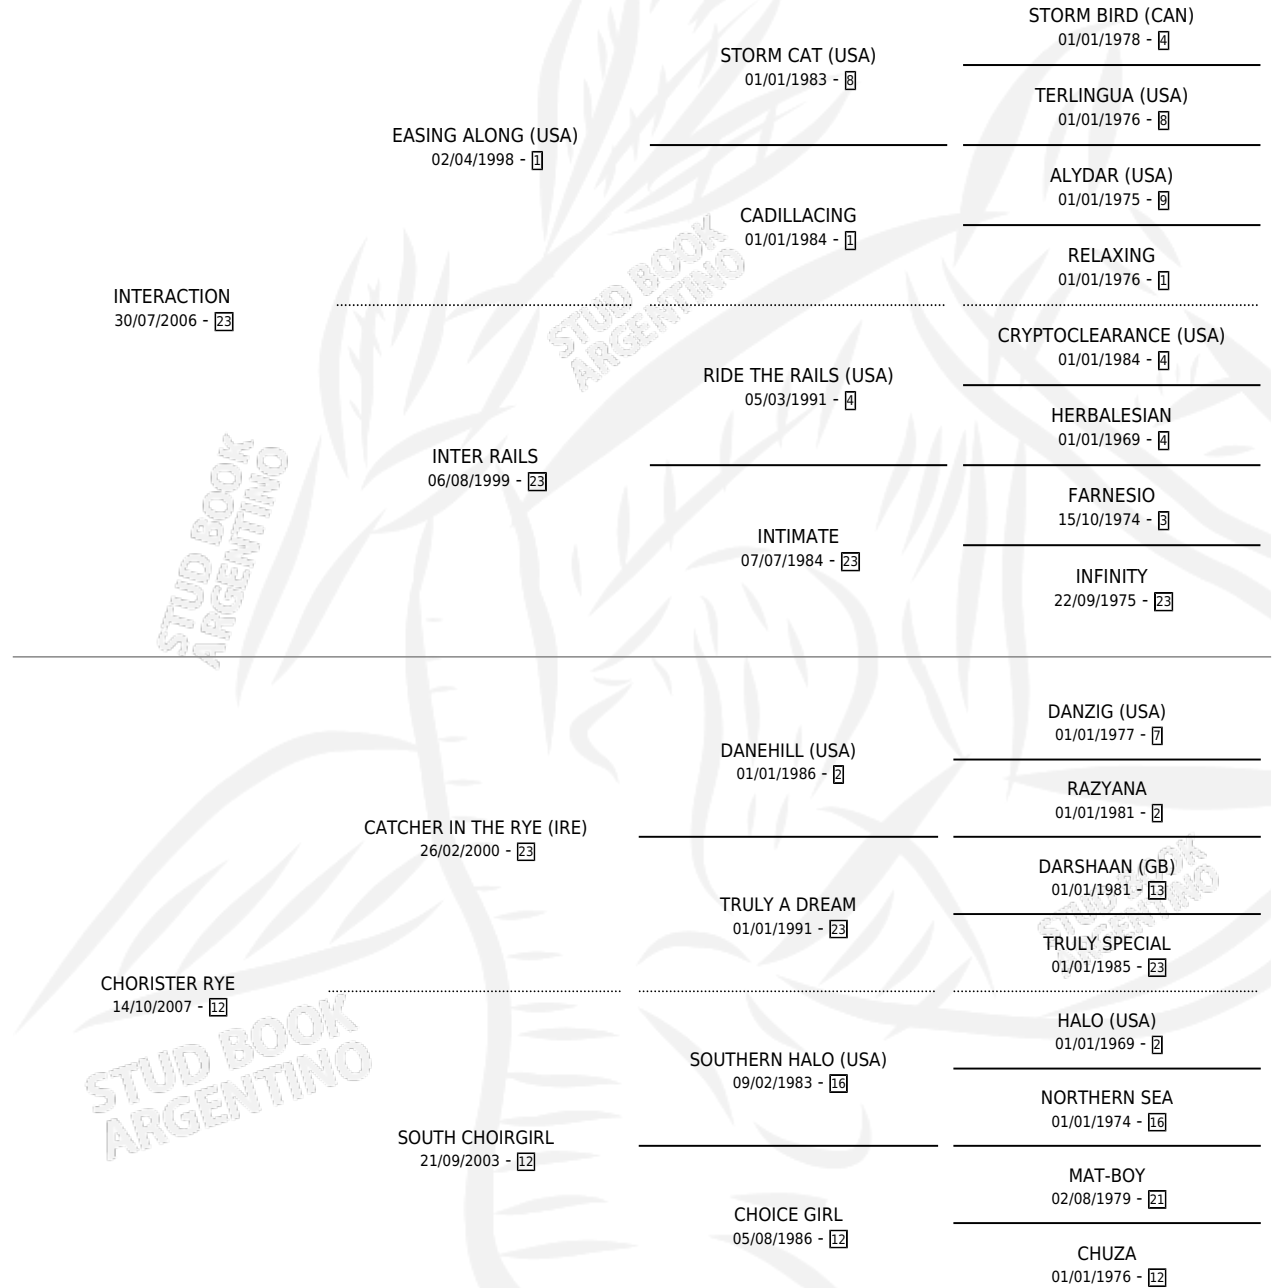 STORM BIRD (CAN)
01/01/1978 - 4
STORM CAT (USA)
01/01/1983 - 8
TERLINGUA (USA)
01/01/1976 - 8
EASING ALONG (USA)
02/04/1998 - 1
ALYDAR (USA)
01/01/1975 - 9
CADILLACING
01/01/1984 - 1
RELAXING
01/01/1976 - 1
INTERACTION
30/07/2006 - 23
CRYPTOCLEARANCE (USA)
01/01/1984 - 4
RIDE THE RAILS (USA)
05/03/1991 - 4
HERBALESIAN
01/01/1969 - 4
INTER RAILS
06/08/1999 - 23
FARNESIO
15/10/1974 - 3
INTIMATE
07/07/1984 - 23
INFINITY
22/09/1975 - 23
STUD BOOK
ARGENTINO
STUD BOOK
ARGENTINO
DANZIG (USA)
01/01/1977 - 7
DANEHILL (USA)
01/01/1986 - 2
RAZYANA
01/01/1981 - 2
CATCHER IN THE RYE (IRE)
26/02/2000 - 23
DARSHAAN (GB)
01/01/1981 - 13
TRULY A DREAM
01/01/1991 - 23
TRULY SPECIAL
01/01/1985 - 23
STUD BOOK
ARGENTINO
CHORISTER RYE
14/10/2007 - 12
HALO (USA)
01/01/1969 - 2
SOUTHERN HALO (USA)
09/02/1983 - 16
NORTHERN SEA
01/01/1974 - 16
STUD BOOK
ARGENTINO
SOUTH CHOIRGIRL
21/09/2003 - 12
MAT-BOY
02/08/1979 - 21
CHOICE GIRL
05/08/1986 - 12
CHUZA
01/01/1976 - 12